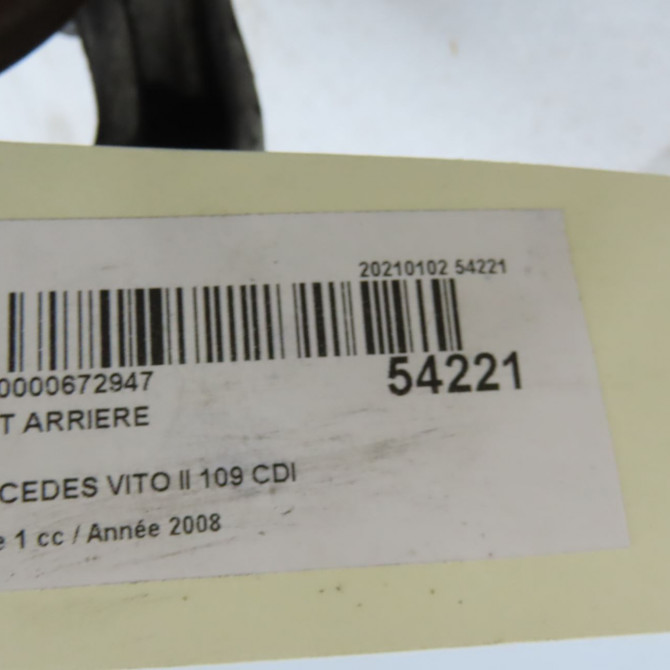 20210102 54221
0000672947
54221
T ARRIERE
CEDES VITO II 109 CDI
e 1 cc / Année 2008